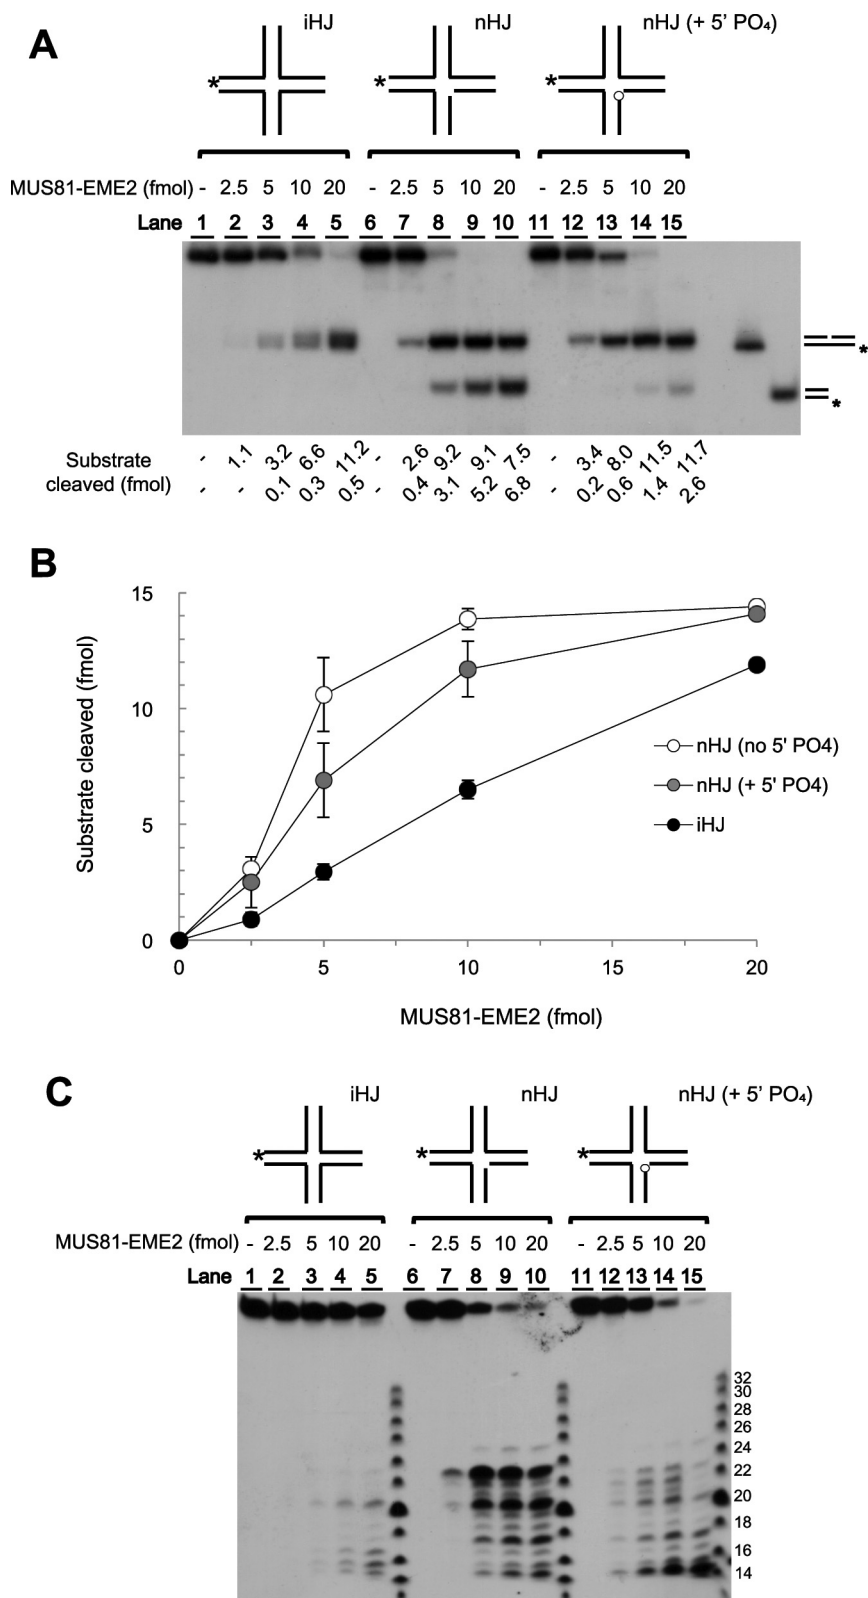 A
iHJ nHJ nHJ (+ 5' PO₄)
* * *
MUS81-EME2 (fmol) - 2.5 5 10 20 - 2.5 5 10 20 - 2.5 5 10 20
Lane 1 2 3 4 5 6 7 8 9 10 11 12 13 14 15
*
*
Substrate cleaved (fmol)
- 1.1 3.2 6.6 11.2 - 2.6 9.2 9.1 7.5 - 3.4 8.0 11.5 11.7
- - 0.1 0.3 0.5 - 0.4 3.1 5.2 6.8 - 0.2 0.6 1.4 2.6
B
15
10
5
0
Substrate cleaved (fmol)
nHJ (no 5' PO4)
nHJ (+ 5' PO4)
iHJ
0 5 10 15 20
MUS81-EME2 (fmol)
C
iHJ nHJ nHJ (+ 5' PO₄)
* * *
MUS81-EME2 (fmol) - 2.5 5 10 20 - 2.5 5 10 20 - 2.5 5 10 20
Lane 1 2 3 4 5 6 7 8 9 10 11 12 13 14 15
32
30
28
26
24
22
20
18
16
14